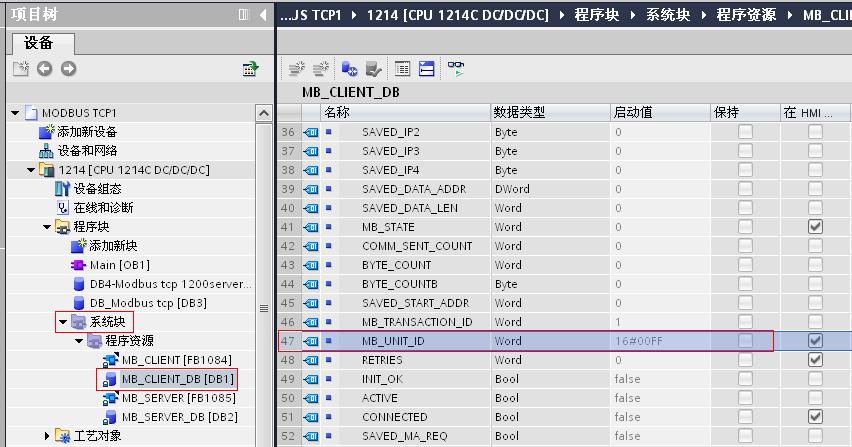 项目树
设备
MODBUS TCP1
添加新设备
设备和网络
1214 [CPU 1214C DC/DC/DC]
设备组态
在线和诊断
程序块
添加新块
Main [OB1]
DB4-Modbus tcp 1200server...
DB_Modbus tcp [DB3]
系统块
程序资源
MB_CLIENT [FB1084]
MB_CLIENT_DB [DB1]
MB_SERVER [FB1085]
MB_SERVER_DB [DB2]
工艺对象
...JS TCP1 1214 [CPU 1214C DC/DC/DC] 程序块 系统块 程序资源 MB_CLI
MB_CLIENT_DB
名称 数据类型 启动值 保持 在 HMI ...
36 SAVED_IP2 Byte 0
37 SAVED_IP3 Byte 0
38 SAVED_IP4 Byte 0
39 SAVED_DATA_ADDR DWord 0
40 SAVED_DATA_LEN Word 0
41 MB_STATE Word 0
42 COMM_SENT_COUNT Word 0
43 BYTE_COUNT Word 0
44 BYTE_COUNTB Byte 0
45 SAVED_START_ADDR Word 0
46 MB_TRANSACTION_ID Word 1
47 MB_UNIT_ID Word 16#00FF
48 RETRIES Word 0
49 INIT_OK Bool false
50 ACTIVE Bool false
51 CONNECTED Bool false
52 SAVED_MA_REQ Bool false